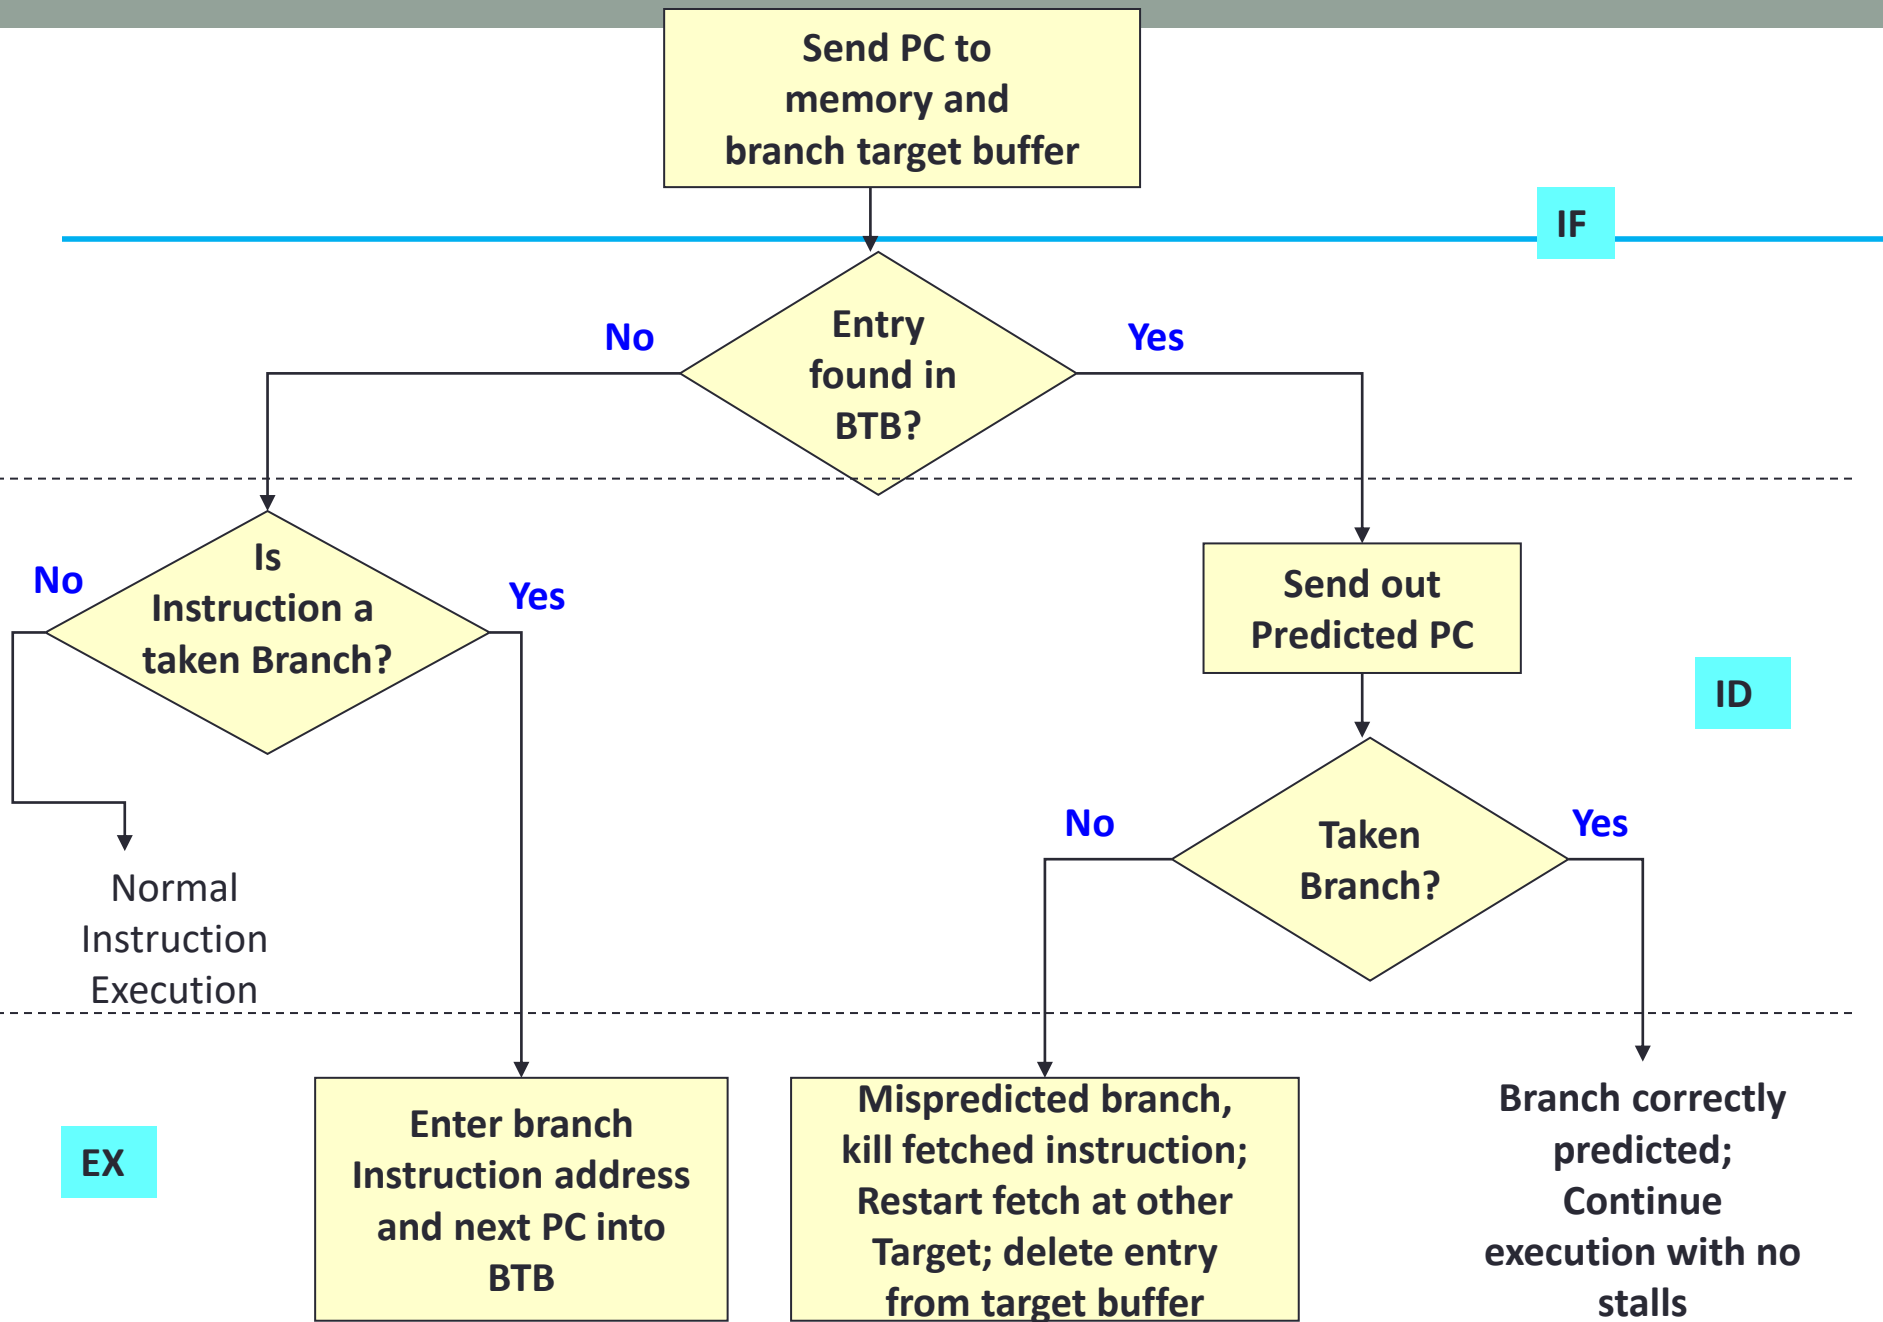 Send PC to
memory and
branch target buffer
IF
Entry
found in
BTB?
No
Yes
Is
Instruction a
taken Branch?
No
Yes
Send out
Predicted PC
ID
Taken
Branch?
No
Yes
Normal
Instruction
Execution
EX
Enter branch
Instruction address
and next PC into
BTB
Mispredicted branch,
kill fetched instruction;
Restart fetch at other
Target; delete entry
from target buffer
Branch correctly
predicted;
Continue
execution with no
stalls